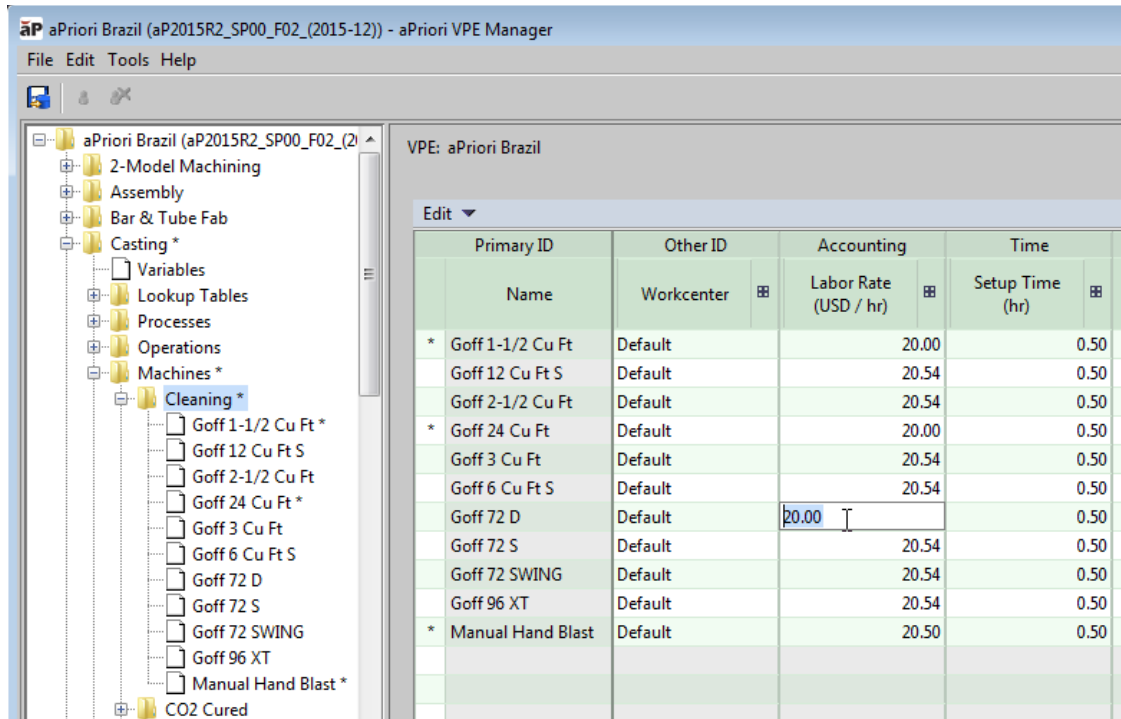 aP aPriori Brazil (aP2015R2_SP00_F02_(2015-12)) - aPriori VPE Manager
File Edit Tools Help
aPriori Brazil (aP2015R2_SP00_F02_(2
2-Model Machining
Assembly
Bar & Tube Fab
Casting *
Variables
Lookup Tables
Processes
Operations
Machines *
Cleaning *
Goff 1-1/2 Cu Ft *
Goff 12 Cu Ft S
Goff 2-1/2 Cu Ft
Goff 24 Cu Ft *
Goff 3 Cu Ft
Goff 6 Cu Ft S
Goff 72 D
Goff 72 S
Goff 72 SWING
Goff 96 XT
Manual Hand Blast *
CO2 Cured
VPE: aPriori Brazil
Edit
Primary ID Other ID Accounting Time
Name Workcenter Labor Rate (USD / hr) Setup Time (hr)
* Goff 1-1/2 Cu Ft Default 20.00 0.50
Goff 12 Cu Ft S Default 20.54 0.50
Goff 2-1/2 Cu Ft Default 20.54 0.50
* Goff 24 Cu Ft Default 20.00 0.50
Goff 3 Cu Ft Default 20.54 0.50
Goff 6 Cu Ft S Default 20.54 0.50
Goff 72 D Default 20.00 0.50
Goff 72 S Default 20.54 0.50
Goff 72 SWING Default 20.54 0.50
Goff 96 XT Default 20.54 0.50
* Manual Hand Blast Default 20.50 0.50